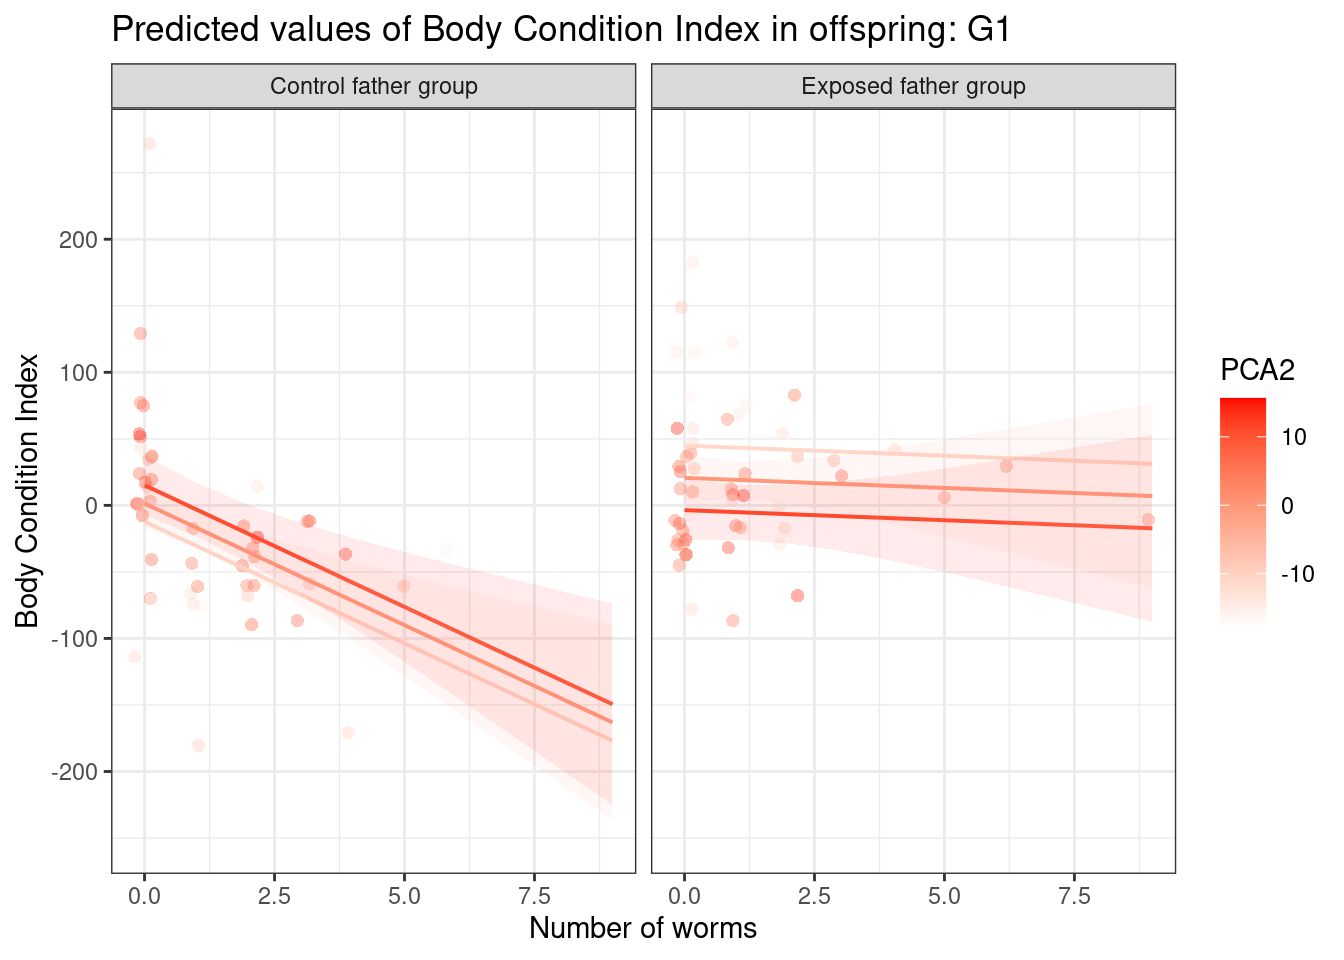 Predicted values of Body Condition Index in offspring: G1
Control father group
Exposed father group
Body Condition Index
200
100
0
-100
-200
0.0 2.5 5.0 7.5
0.0 2.5 5.0 7.5
Number of worms
PCA2
10
0
-10